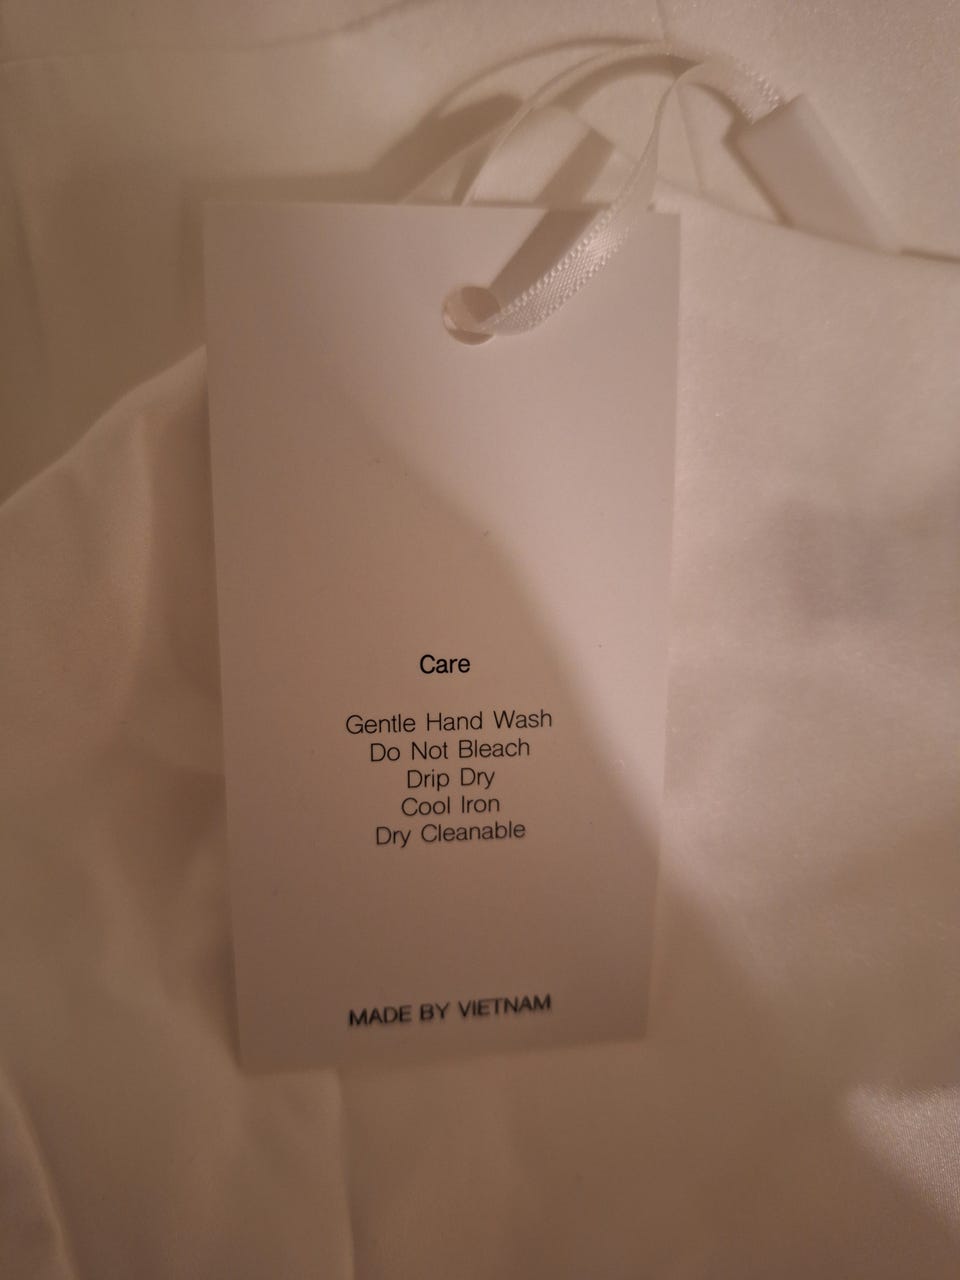 Care
Gentle Hand Wash
Do Not Bleach
Drip Dry
Cool Iron
Dry Cleanable
MADE BY VIETNAM